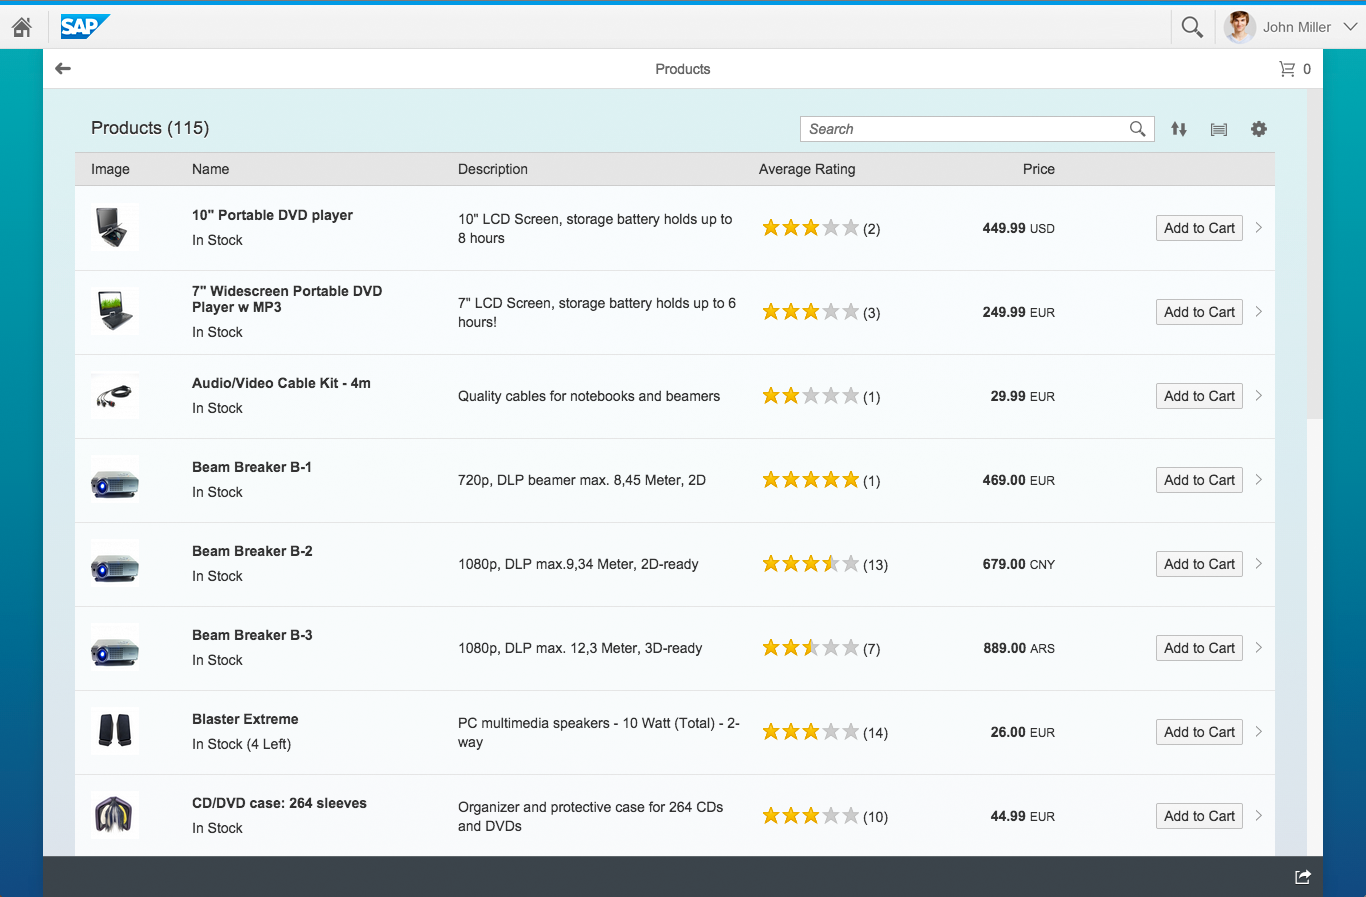 SAP
John Miller
Products
0
Products (115)
Search
Image Name Description Average Rating Price
10" Portable DVD player
In Stock
10" LCD Screen, storage battery holds up to
8 hours
(2)
449.99 USD
Add to Cart
7" Widescreen Portable DVD
Player w MP3
In Stock
7" LCD Screen, storage battery holds up to 6
hours!
(3)
249.99 EUR
Add to Cart
Audio/Video Cable Kit - 4m
In Stock
Quality cables for notebooks and beamers
(1)
29.99 EUR
Add to Cart
Beam Breaker B-1
In Stock
720p, DLP beamer max. 8,45 Meter, 2D
(1)
469.00 EUR
Add to Cart
Beam Breaker B-2
In Stock
1080p, DLP max.9,34 Meter, 2D-ready
(13)
679.00 CNY
Add to Cart
Beam Breaker B-3
In Stock
1080p, DLP max. 12,3 Meter, 3D-ready
(7)
889.00 ARS
Add to Cart
Blaster Extreme
In Stock (4 Left)
PC multimedia speakers - 10 Watt (Total) - 2-
way
(14)
26.00 EUR
Add to Cart
CD/DVD case: 264 sleeves
In Stock
Organizer and protective case for 264 CDs
and DVDs
(10)
44.99 EUR
Add to Cart